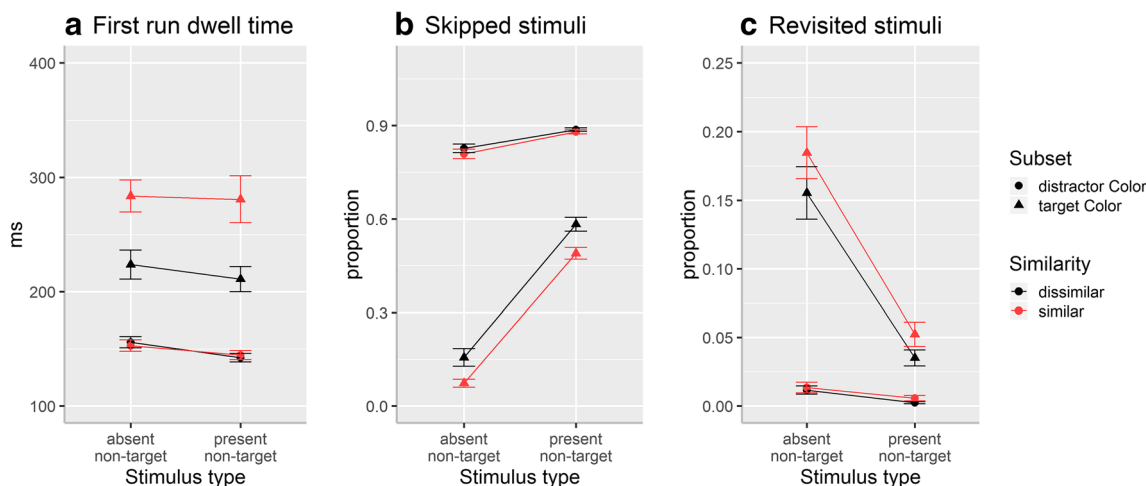 a First run dwell time
400
300
200
100
ms
absent
non-target
present
non-target
Stimulus type
b Skipped stimuli
0.9
0.6
0.3
0.0
proportion
absent
non-target
present
non-target
Stimulus type
c Revisited stimuli
0.25
0.20
0.15
0.10
0.05
0.00
proportion
absent
non-target
present
non-target
Stimulus type
Subset
distractor Color
target Color
Similarity
dissimilar
similar